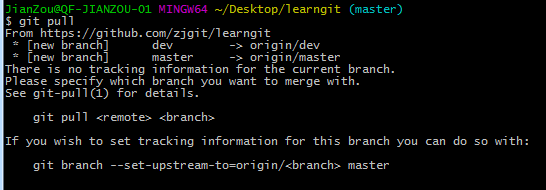 JianZou@QF-JIANZOU-01 MINGW64 ~/Desktop/learngit (master)
$ git pull
From https://github.com/zjgit/learngit
 * [new branch]      dev        -> origin/dev
 * [new branch]      master     -> origin/master
There is no tracking information for the current branch.
Please specify which branch you want to merge with.
See git-pull(1) for details.

    git pull <remote> <branch>

If you wish to set tracking information for this branch you can do so with:

    git branch --set-upstream-to=origin/<branch> master